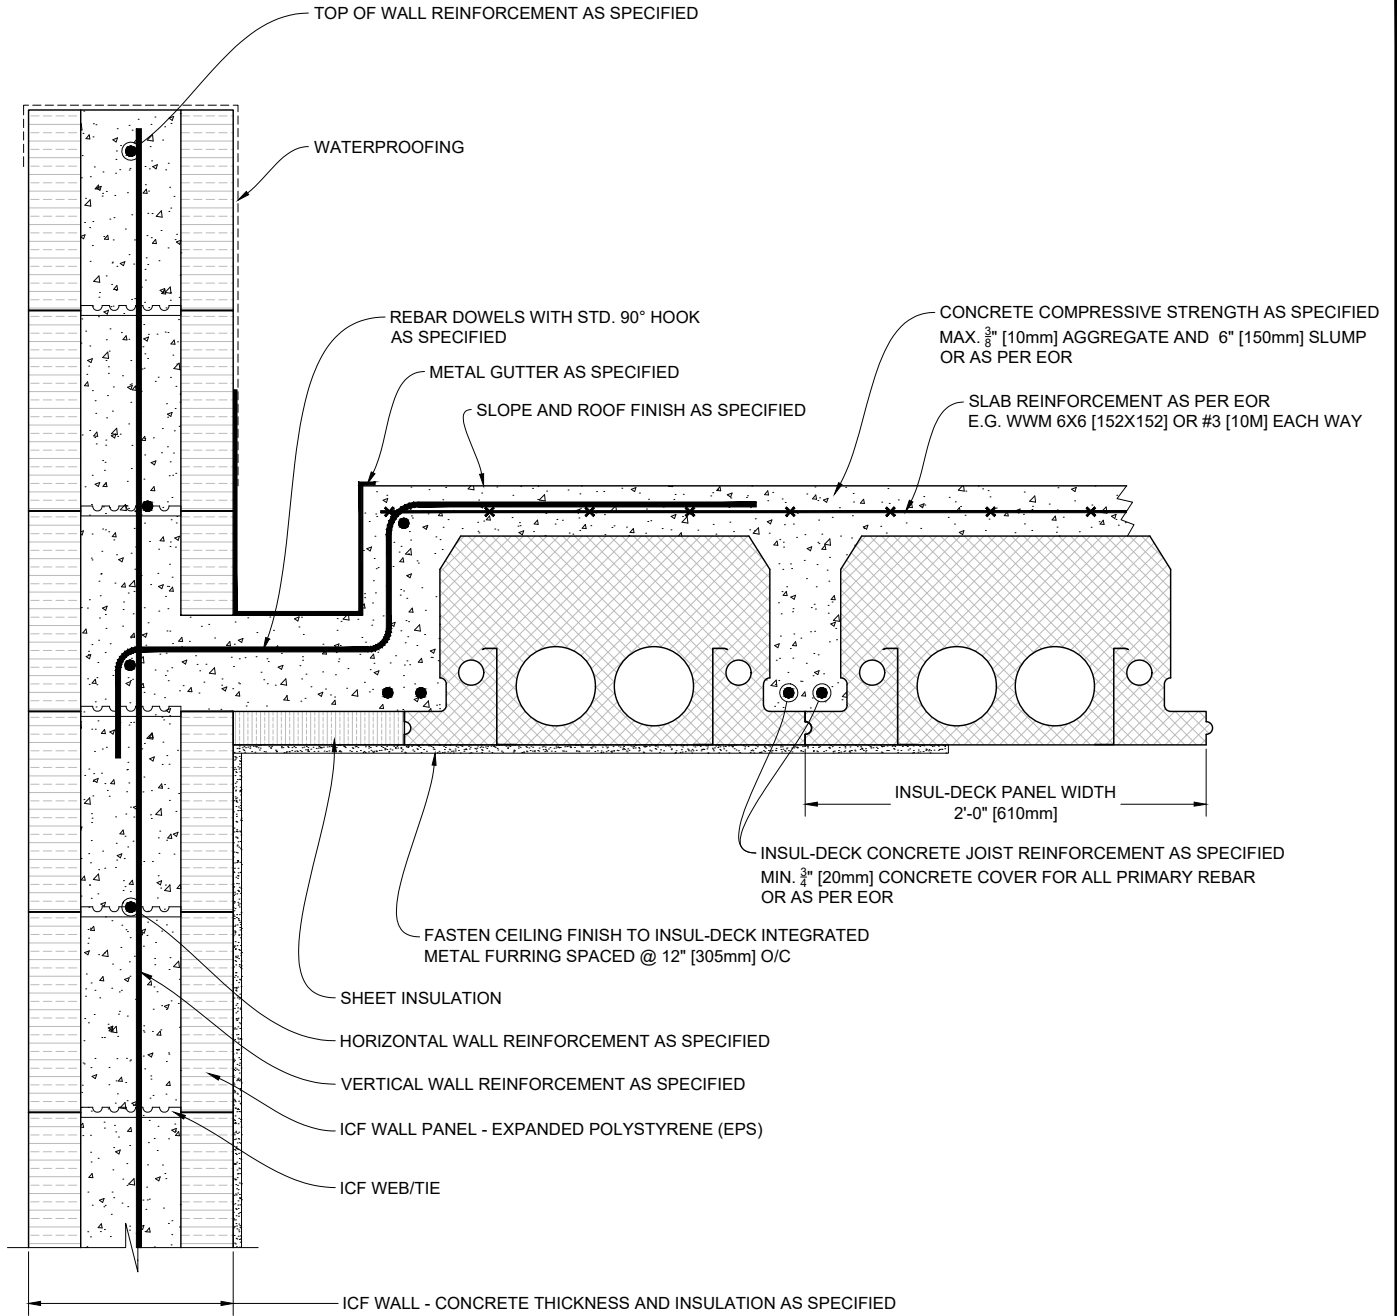 TOP OF WALL REINFORCEMENT AS SPECIFIED
WATERPROOFING
REBAR DOWELS WITH STD. 90° HOOK
AS SPECIFIED
METAL GUTTER AS SPECIFIED
SLOPE AND ROOF FINISH AS SPECIFIED
CONCRETE COMPRESSIVE STRENGTH AS SPECIFIED
MAX. 3/8" [10mm] AGGREGATE AND 6" [150mm] SLUMP
OR AS PER EOR
SLAB REINFORCEMENT AS PER EOR
E.G. WWM 6X6 [152X152] OR #3 [10M] EACH WAY
INSUL-DECK PANEL WIDTH
2'-0" [610mm]
INSUL-DECK CONCRETE JOIST REINFORCEMENT AS SPECIFIED
MIN. 3/4" [20mm] CONCRETE COVER FOR ALL PRIMARY REBAR
OR AS PER EOR
FASTEN CEILING FINISH TO INSUL-DECK INTEGRATED
METAL FURRING SPACED @ 12" [305mm] O/C
SHEET INSULATION
HORIZONTAL WALL REINFORCEMENT AS SPECIFIED
VERTICAL WALL REINFORCEMENT AS SPECIFIED
ICF WALL PANEL - EXPANDED POLYSTYRENE (EPS)
ICF WEB/TIE
ICF WALL - CONCRETE THICKNESS AND INSULATION AS SPECIFIED